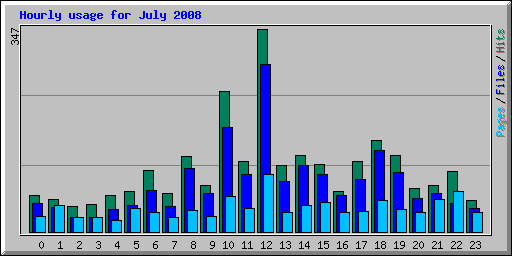 Hourly usage for July 2008
347
Pages / Files / Hits
0 1 2 3 4 5 6 7 8 9 10 11 12 13 14 15 16 17 18 19 20 21 22 23